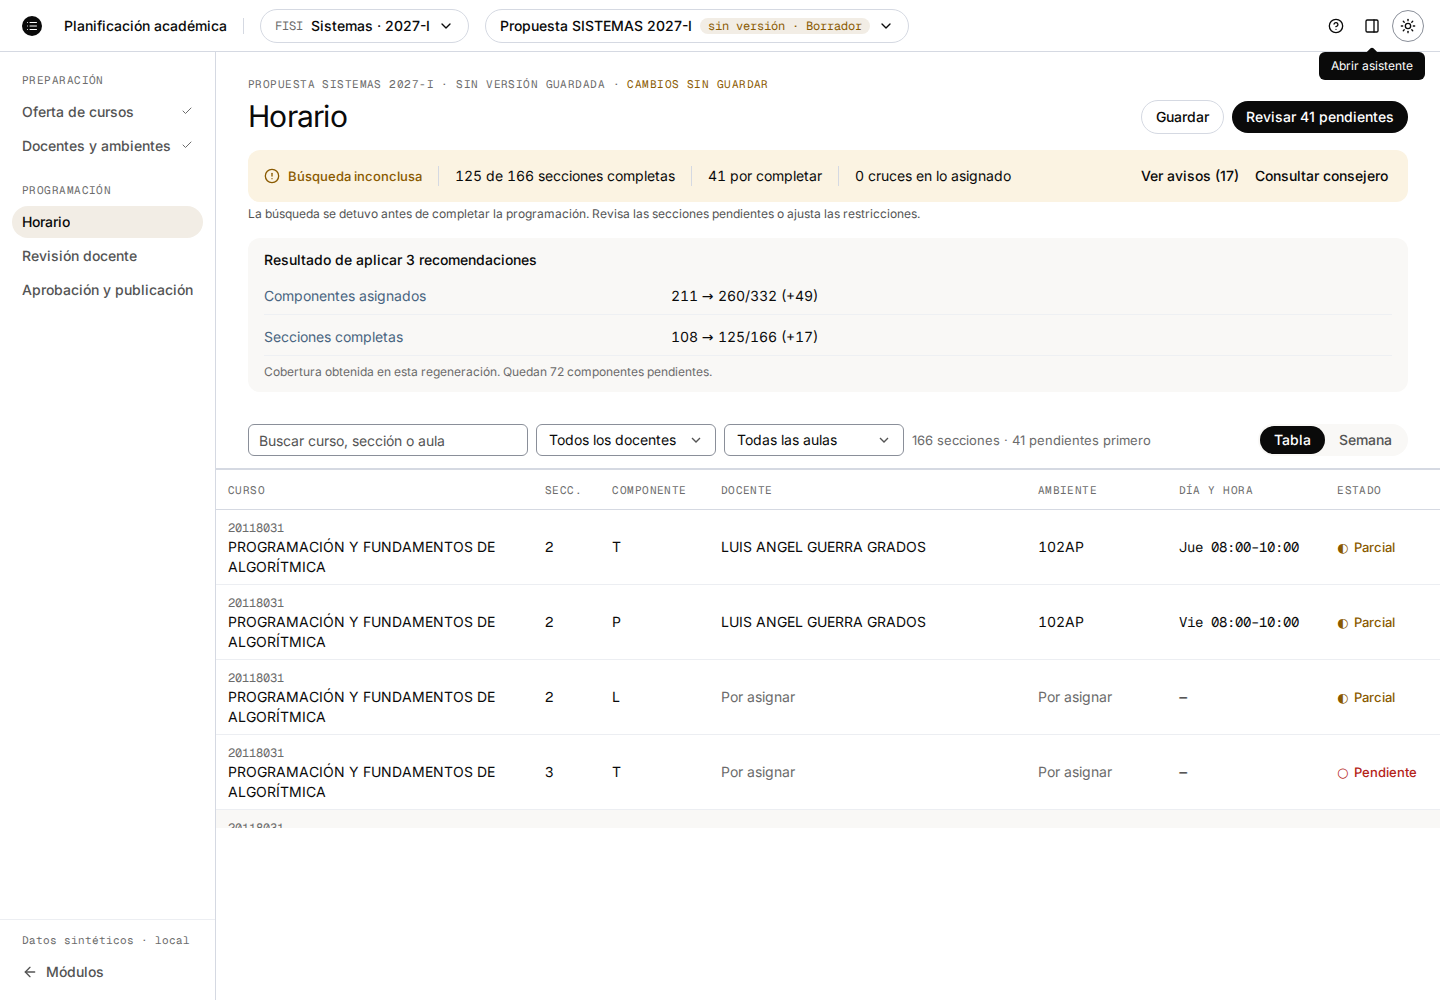 Planificación académica
FISI Sistemas · 2027-I
Propuesta SISTEMAS 2027-I sin versión · Borrador
Abrir asistente
PREPARACIÓN
Oferta de cursos
Docentes y ambientes
PROGRAMACIÓN
Horario
Revisión docente
Aprobación y publicación
Datos sintéticos · local
Módulos
PROPUESTA SISTEMAS 2027-I · SIN VERSIÓN GUARDADA · CAMBIOS SIN GUARDAR
Horario
Guardar
Revisar 41 pendientes
Búsqueda inconclusa
125 de 166 secciones completas
41 por completar
0 cruces en lo asignado
Ver avisos (17)
Consultar consejero
La búsqueda se detuvo antes de completar la programación. Revisa las secciones pendientes o ajusta las restricciones.
Resultado de aplicar 3 recomendaciones
Componentes asignados 211 → 260/332 (+49)
Secciones completas 108 → 125/166 (+17)
Cobertura obtenida en esta regeneración. Quedan 72 componentes pendientes.
Buscar curso, sección o aula
Todos los docentes
Todas las aulas
166 secciones · 41 pendientes primero
Tabla
Semana
CURSO SECC. COMPONENTE DOCENTE AMBIENTE DÍA Y HORA ESTADO
20118031
PROGRAMACIÓN Y FUNDAMENTOS DE 2 T LUIS ANGEL GUERRA GRADOS 102AP Jue 08:00–10:00 Parcial
ALGORÍTMICA
20118031
PROGRAMACIÓN Y FUNDAMENTOS DE 2 P LUIS ANGEL GUERRA GRADOS 102AP Vie 08:00–10:00 Parcial
ALGORÍTMICA
20118031
PROGRAMACIÓN Y FUNDAMENTOS DE 2 L Por asignar Por asignar — Parcial
ALGORÍTMICA
20118031
PROGRAMACIÓN Y FUNDAMENTOS DE 3 T Por asignar Por asignar — Pendiente
ALGORÍTMICA
20118031